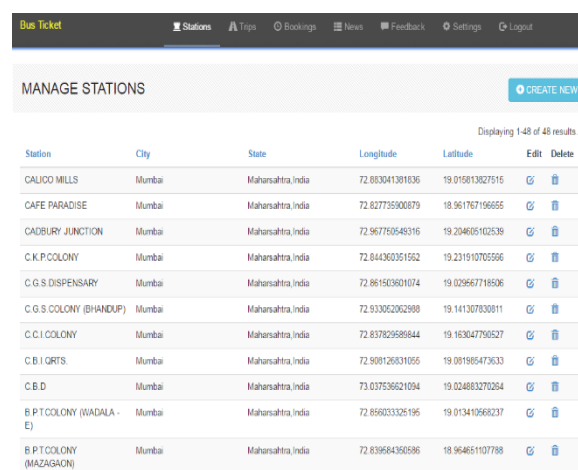 Bus Ticket Stations Trips Bookings News Feedback Settings Logout
MANAGE STATIONS CREATE NEW
Displaying 1-48 of 48 results.
Station City State Longitude Latitude Edit Delete
CALICO MILLS Mumbai Maharsahtra,India 72.883041381836 19.015813827515
CAFE PARADISE Mumbai Maharsahtra,India 72.827735900879 18.961767196655
CADBURY JUNCTION Mumbai Maharsahtra,India 72.967750549316 19.204605102539
C.K.P.COLONY Mumbai Maharsahtra,India 72.844360351562 19.231910705566
C.G.S.DISPENSARY Mumbai Maharsahtra,India 72.861503601074 19.029567718506
C.G.S.COLONY (BHANDUP) Mumbai Maharsahtra,India 72.933052062988 19.141307830811
C.C.I.COLONY Mumbai Maharsahtra,India 72.837829589844 19.163047790527
C.B.I.QRTS. Mumbai Maharsahtra,India 72.908126831055 19.081985473633
C.B.D Mumbai Maharsahtra,India 73.037536621094 19.024883270264
B.P.T.COLONY (WADALA - Mumbai Maharsahtra,India 72.856033325195 19.013410568237
E)
B.P.T.COLONY Mumbai Maharsahtra,India 72.839584350586 18.964651107788
(MAZAGAON)